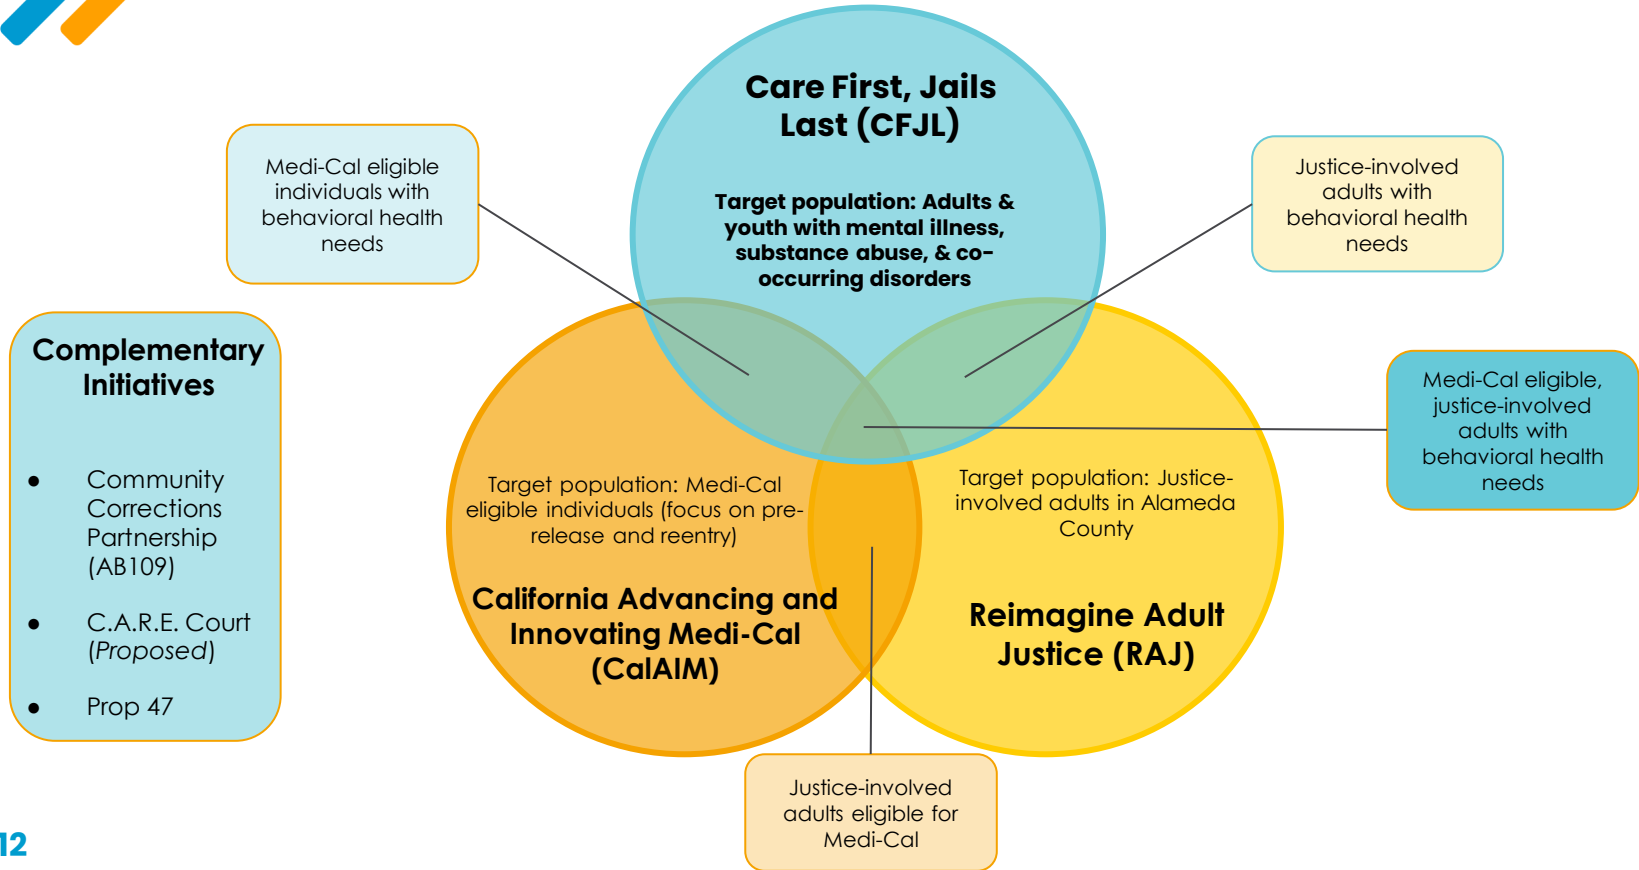 Care First, Jails
Last (CFJL)
Target population: Adults &
youth with mental illness,
substance abuse, & co-
occurring disorders
Medi-Cal eligible
individuals with
behavioral health
needs
Justice-involved
adults with
behavioral health
needs
Complementary
Initiatives
● Community
Corrections
Partnership
(AB109)
● C.A.R.E. Court
(Proposed)
● Prop 47
Medi-Cal eligible,
justice-involved
adults with
behavioral health
needs
Target population: Medi-Cal
eligible individuals (focus on pre-
release and reentry)
California Advancing and
Innovating Medi-Cal
(CalAIM)
Target population: Justice-
involved adults in Alameda
County
Reimagine Adult
Justice (RAJ)
Justice-involved
adults eligible for
Medi-Cal
12